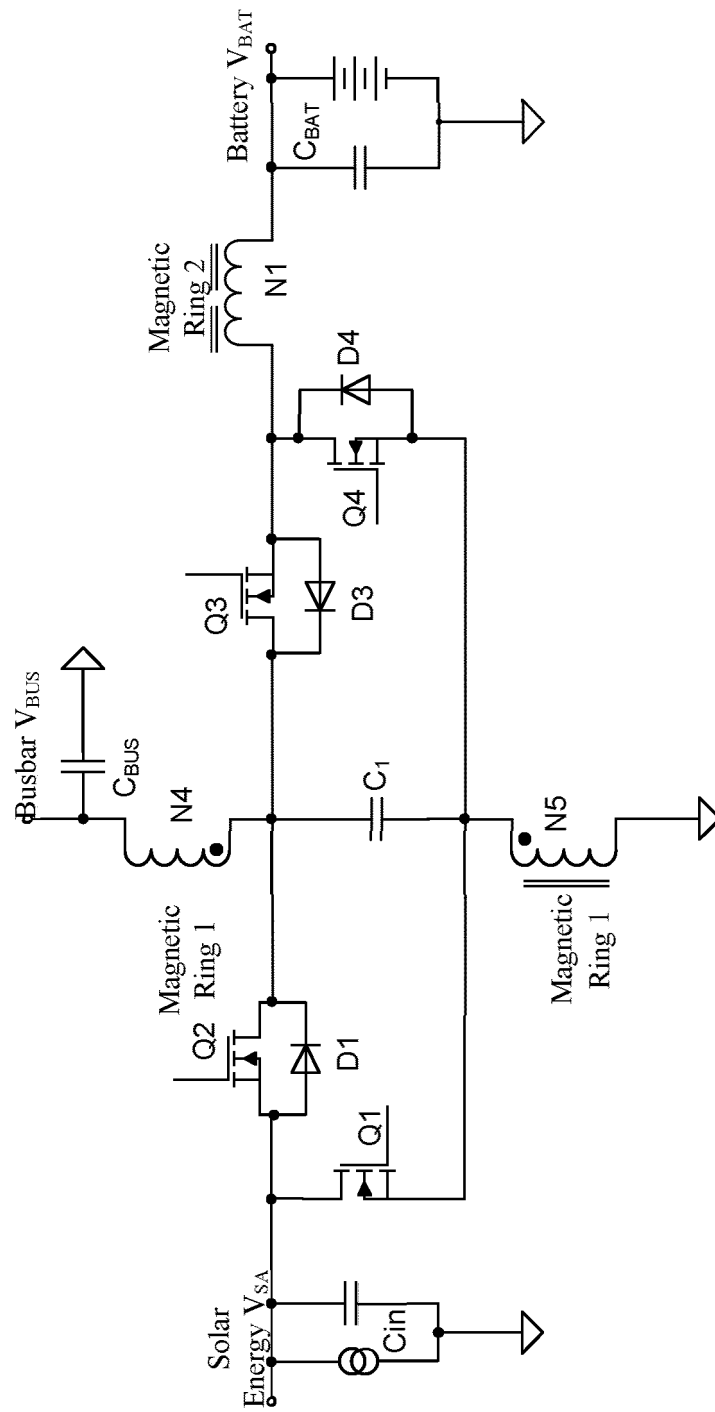 Solar
Energy V_SA
Cin
Q1
Q2
D1
Magnetic
Ring 1
Busbar V_BUS
C_BUS
N4
C_1
N5
Magnetic
Ring 1
Q3
D3
Q4
D4
Magnetic
Ring 2
N1
Battery V_BAT
C_BAT